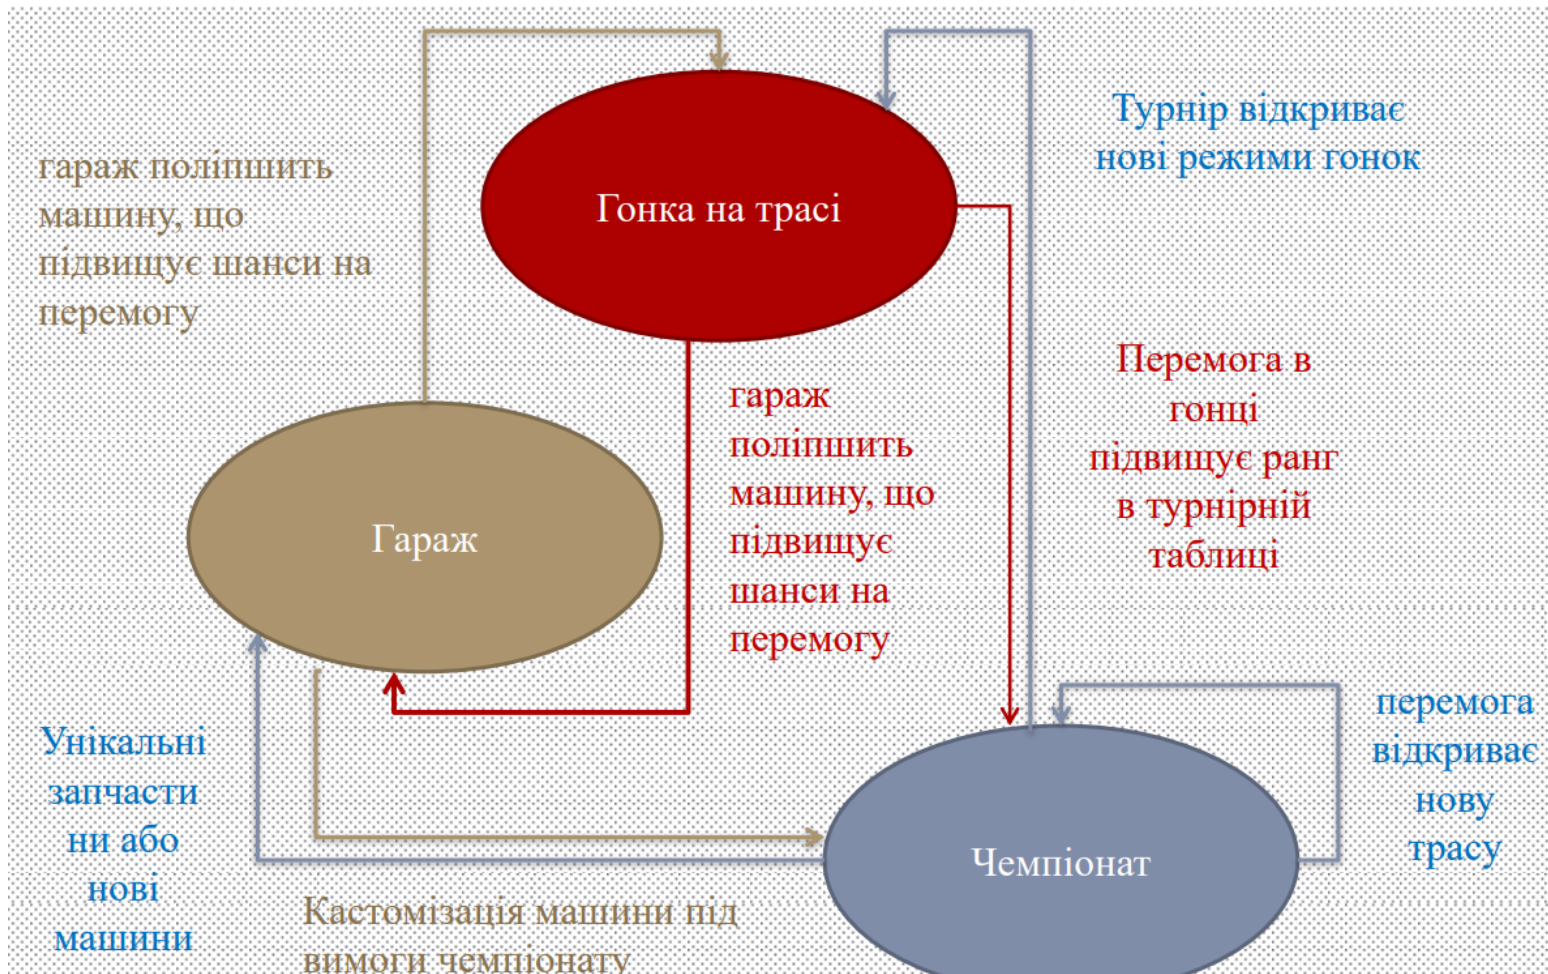 Турнір відкриває
нові режими гонок
гараж поліпшить
машину, що
підвищує шанси на
перемогу
Гонка на трасі
Перемога в
гонці
підвищує ранг
в турнірній
таблиці
гараж
поліпшить
машину, що
підвищує
шанси на
перемогу
Гараж
Унікальні
запчасти
ни або
нові
машини
перемога
відкриває
нову
трасу
Чемпіонат
Кастомізація машини під
вимоги чемпіонату